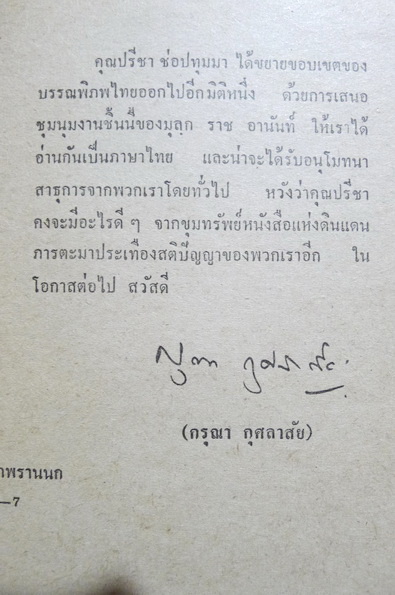 คุณปรีชา ช่อปทุมมา ได้ขยายขอบเขตของ
บรรณพิภพไทยออกไปอีกมิติหนึ่ง ด้วยการเสนอ
ชุมนุมงานชั้นนี้ของมุลฺก ราช อานันท์ ให้เราได้
อ่านกันเป็นภาษาไทย และน่าจะได้รับอนุโมทนา
สาธุการจากพวกเราโดยทั่วไป หวังว่าคุณปรีชา
คงจะมีอะไรดี ๆ จากขุมทรัพย์หนังสือแห่งดินแดน
ภารตะมาประเทืองสติปัญญาของพวกเราอีก ใน
โอกาสต่อไป สวัสดี
(กรุณา กุศลาสัย)
พรานนก
–7